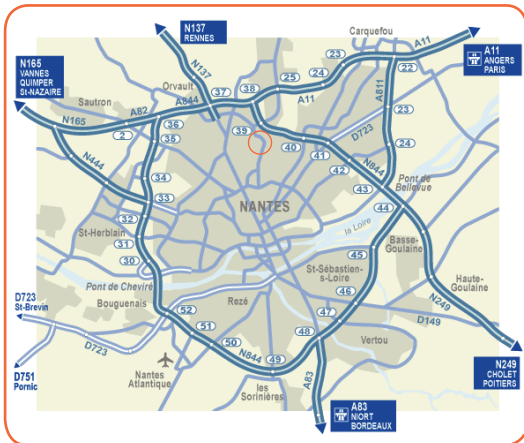 N137
RENNES
Carquefou
A11
A11
ANGERS
PARIS
N165
VANNES
QUIMPER
St-NAZAIRE
N137
23
22
Orvault
24
25
A11
A811
37
38
Sautron
A82
A844
23
N165
2
36
39
D723
35
40
41
24
N444
42
N844
34
43
Pont de
Bellevue
33
NANTES
44
32
la Loire
St-Herblain
31
45
Basse-
Goulaine
30
St-Sébastien
-s-Loire
Haute-
Goulaine
Pont de Cheviré
46
D723
St-Brevin
Bouguenais
52
Rezé
47
N249
51
48
D149
D723
50
N844
Vertou
D751
Pornic
Nantes
Atlantique
49
A83
N249
CHOLET
POITIERS
les
Sorinières
1
A83
NIORT
BORDEAUX